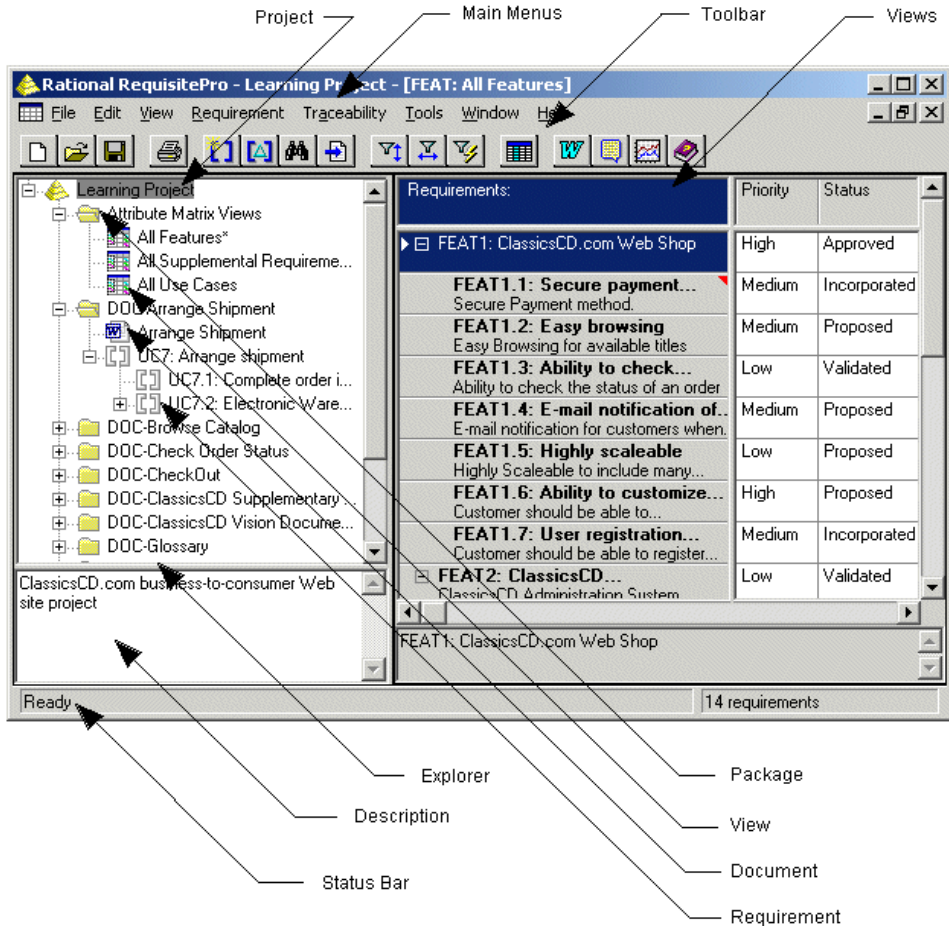 Project
Main Menus
Toolbar
Views
Rational RequisitePro - Learning Project - [FEAT: All Features]
File Edit View Requirement Traceability Tools Window
Learning Project
Attribute Matrix Views
All Features*
All Supplemental Requireme...
All Use Cases
DOC-Arrange Shipment
Arrange Shipment
UC7: Arrange shipment
UC7.1: Complete order i...
UC7.2: Electronic Ware...
DOC-Browse Catalog
DOC-Check Order Status
DOC-CheckOut
DOC-ClassicsCD Supplementary ...
DOC-ClassicsCD Vision Docume...
DOC-Glossary
ClassicsCD.com business-to-consumer Web
site project
Requirements: Priority Status
FEAT1: ClassicsCD.com Web Shop High Approved
FEAT1.1: Secure payment... Medium Incorporated
Secure Payment method.
FEAT1.2: Easy browsing Medium Proposed
Easy Browsing for available titles
FEAT1.3: Ability to check... Low Validated
Ability to check the status of an order
FEAT1.4: E-mail notification of.. Medium Proposed
E-mail notification for customers when.
FEAT1.5: Highly scaleable Low Proposed
Highly Scaleable to include many...
FEAT1.6: Ability to customize... High Proposed
Customer should be able to...
FEAT1.7: User registration... Medium Incorporated
Customer should be able to register...
FEAT2: ClassicsCD... Low Validated
ClassicsCD Administration System
FEAT1: ClassicsCD.com Web Shop
Ready
14 requirements
Explorer
Package
Description
View
Document
Status Bar
Requirement